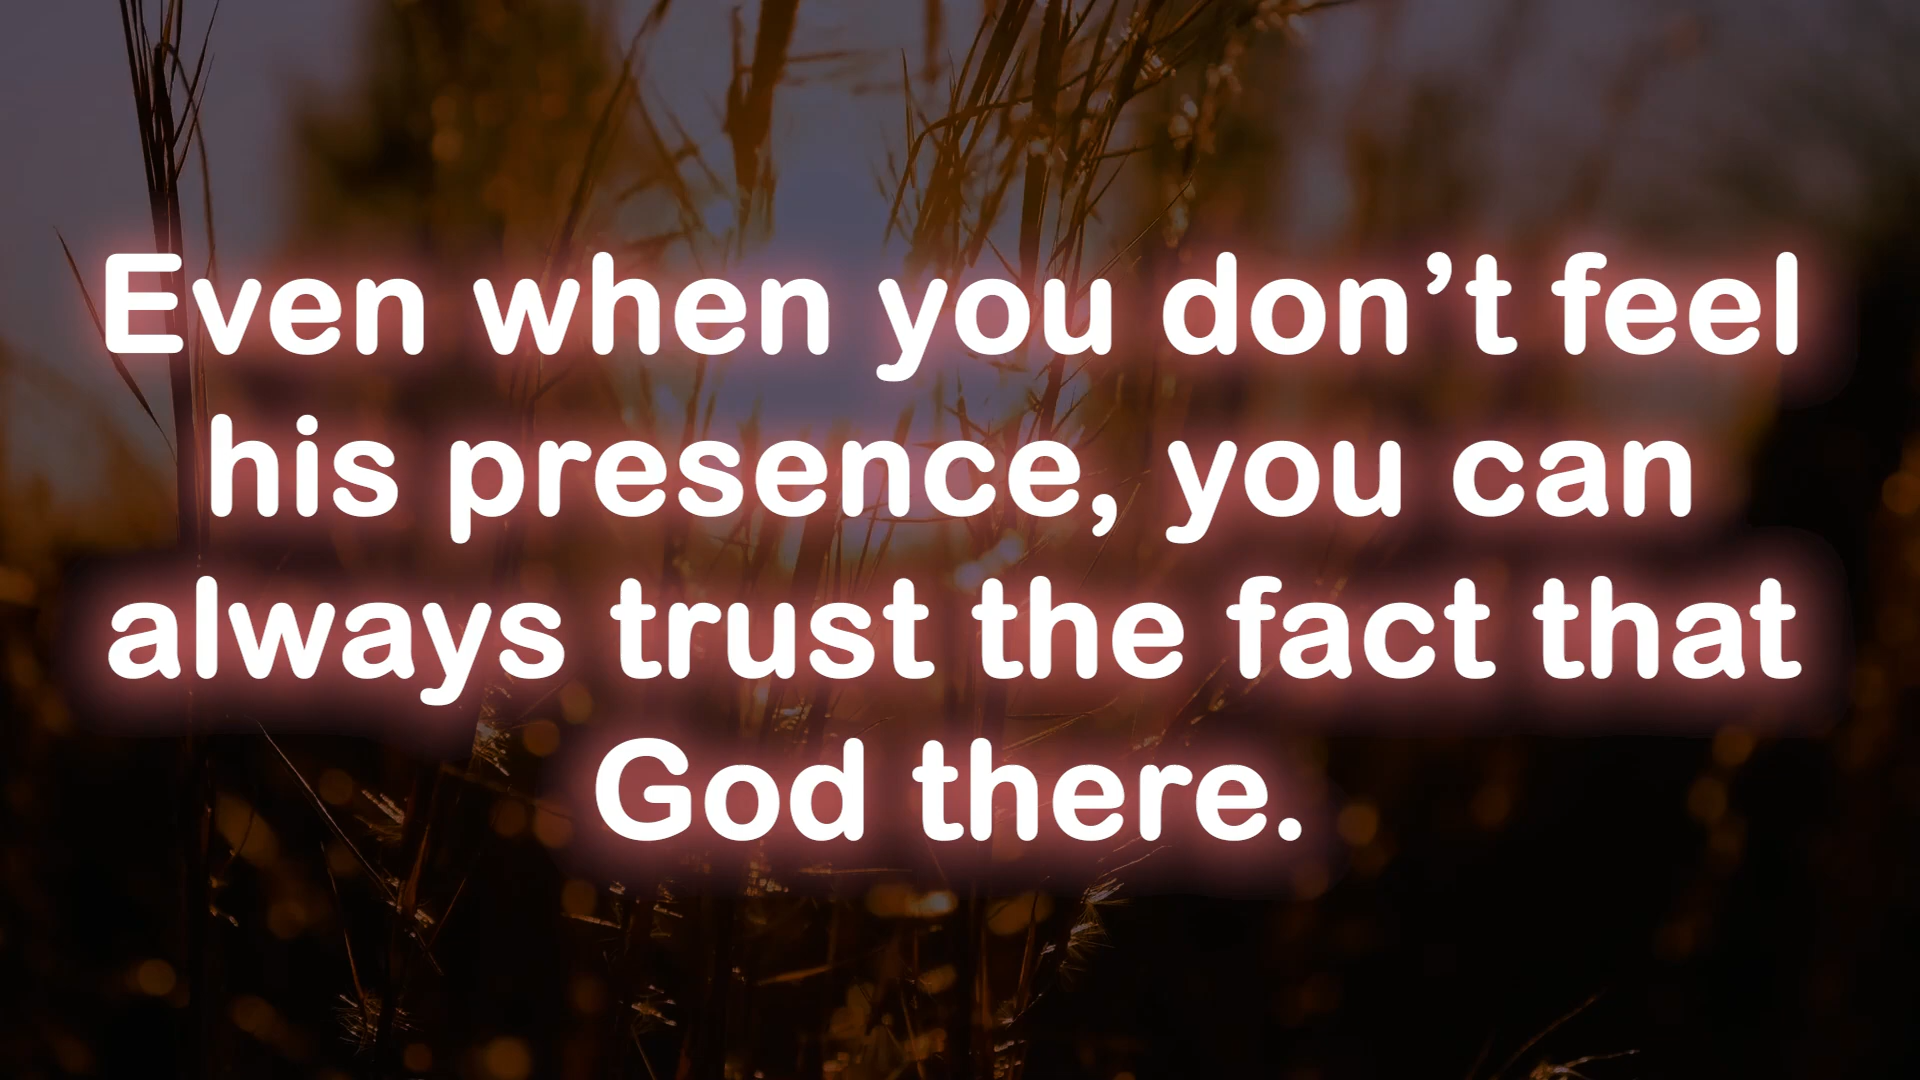 Even when you don’t feel
his presence, you can
always trust the fact that
God there.